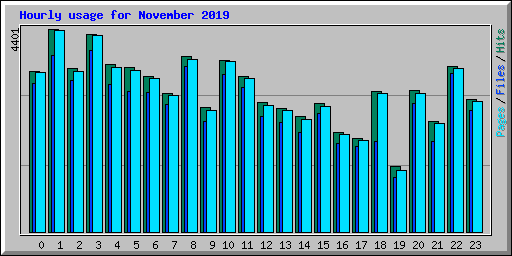 Hourly usage for November 2019
4401
Pages/Files/Hits
0 1 2 3 4 5 6 7 8 9 10 11 12 13 14 15 16 17 18 19 20 21 22 23